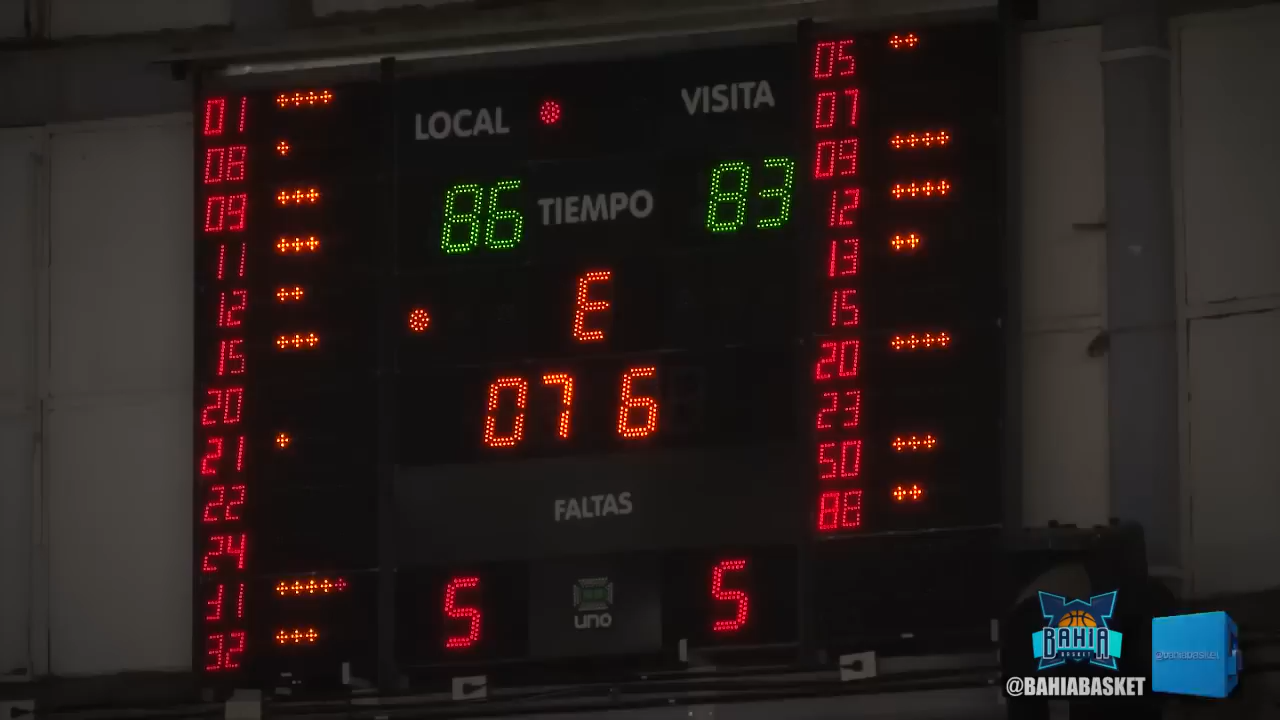 LOCAL VISITA
86 TIEMPO 83
E
07 6
FALTAS
5 uno 5
01
08
09
11
12
15
20
21
22
24
31
32
05
07
09
12
13
15
20
23
50
88
BAHIA
BASKET
@BAHIABASKET
@bahiabasket